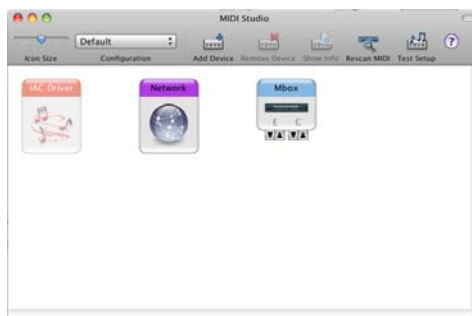 MIDI Studio
Default
Icon Size Configuration Add Device Remove Device Show Info Rescan MIDI Test Setup ?
IAC Driver Network Mbox
E C